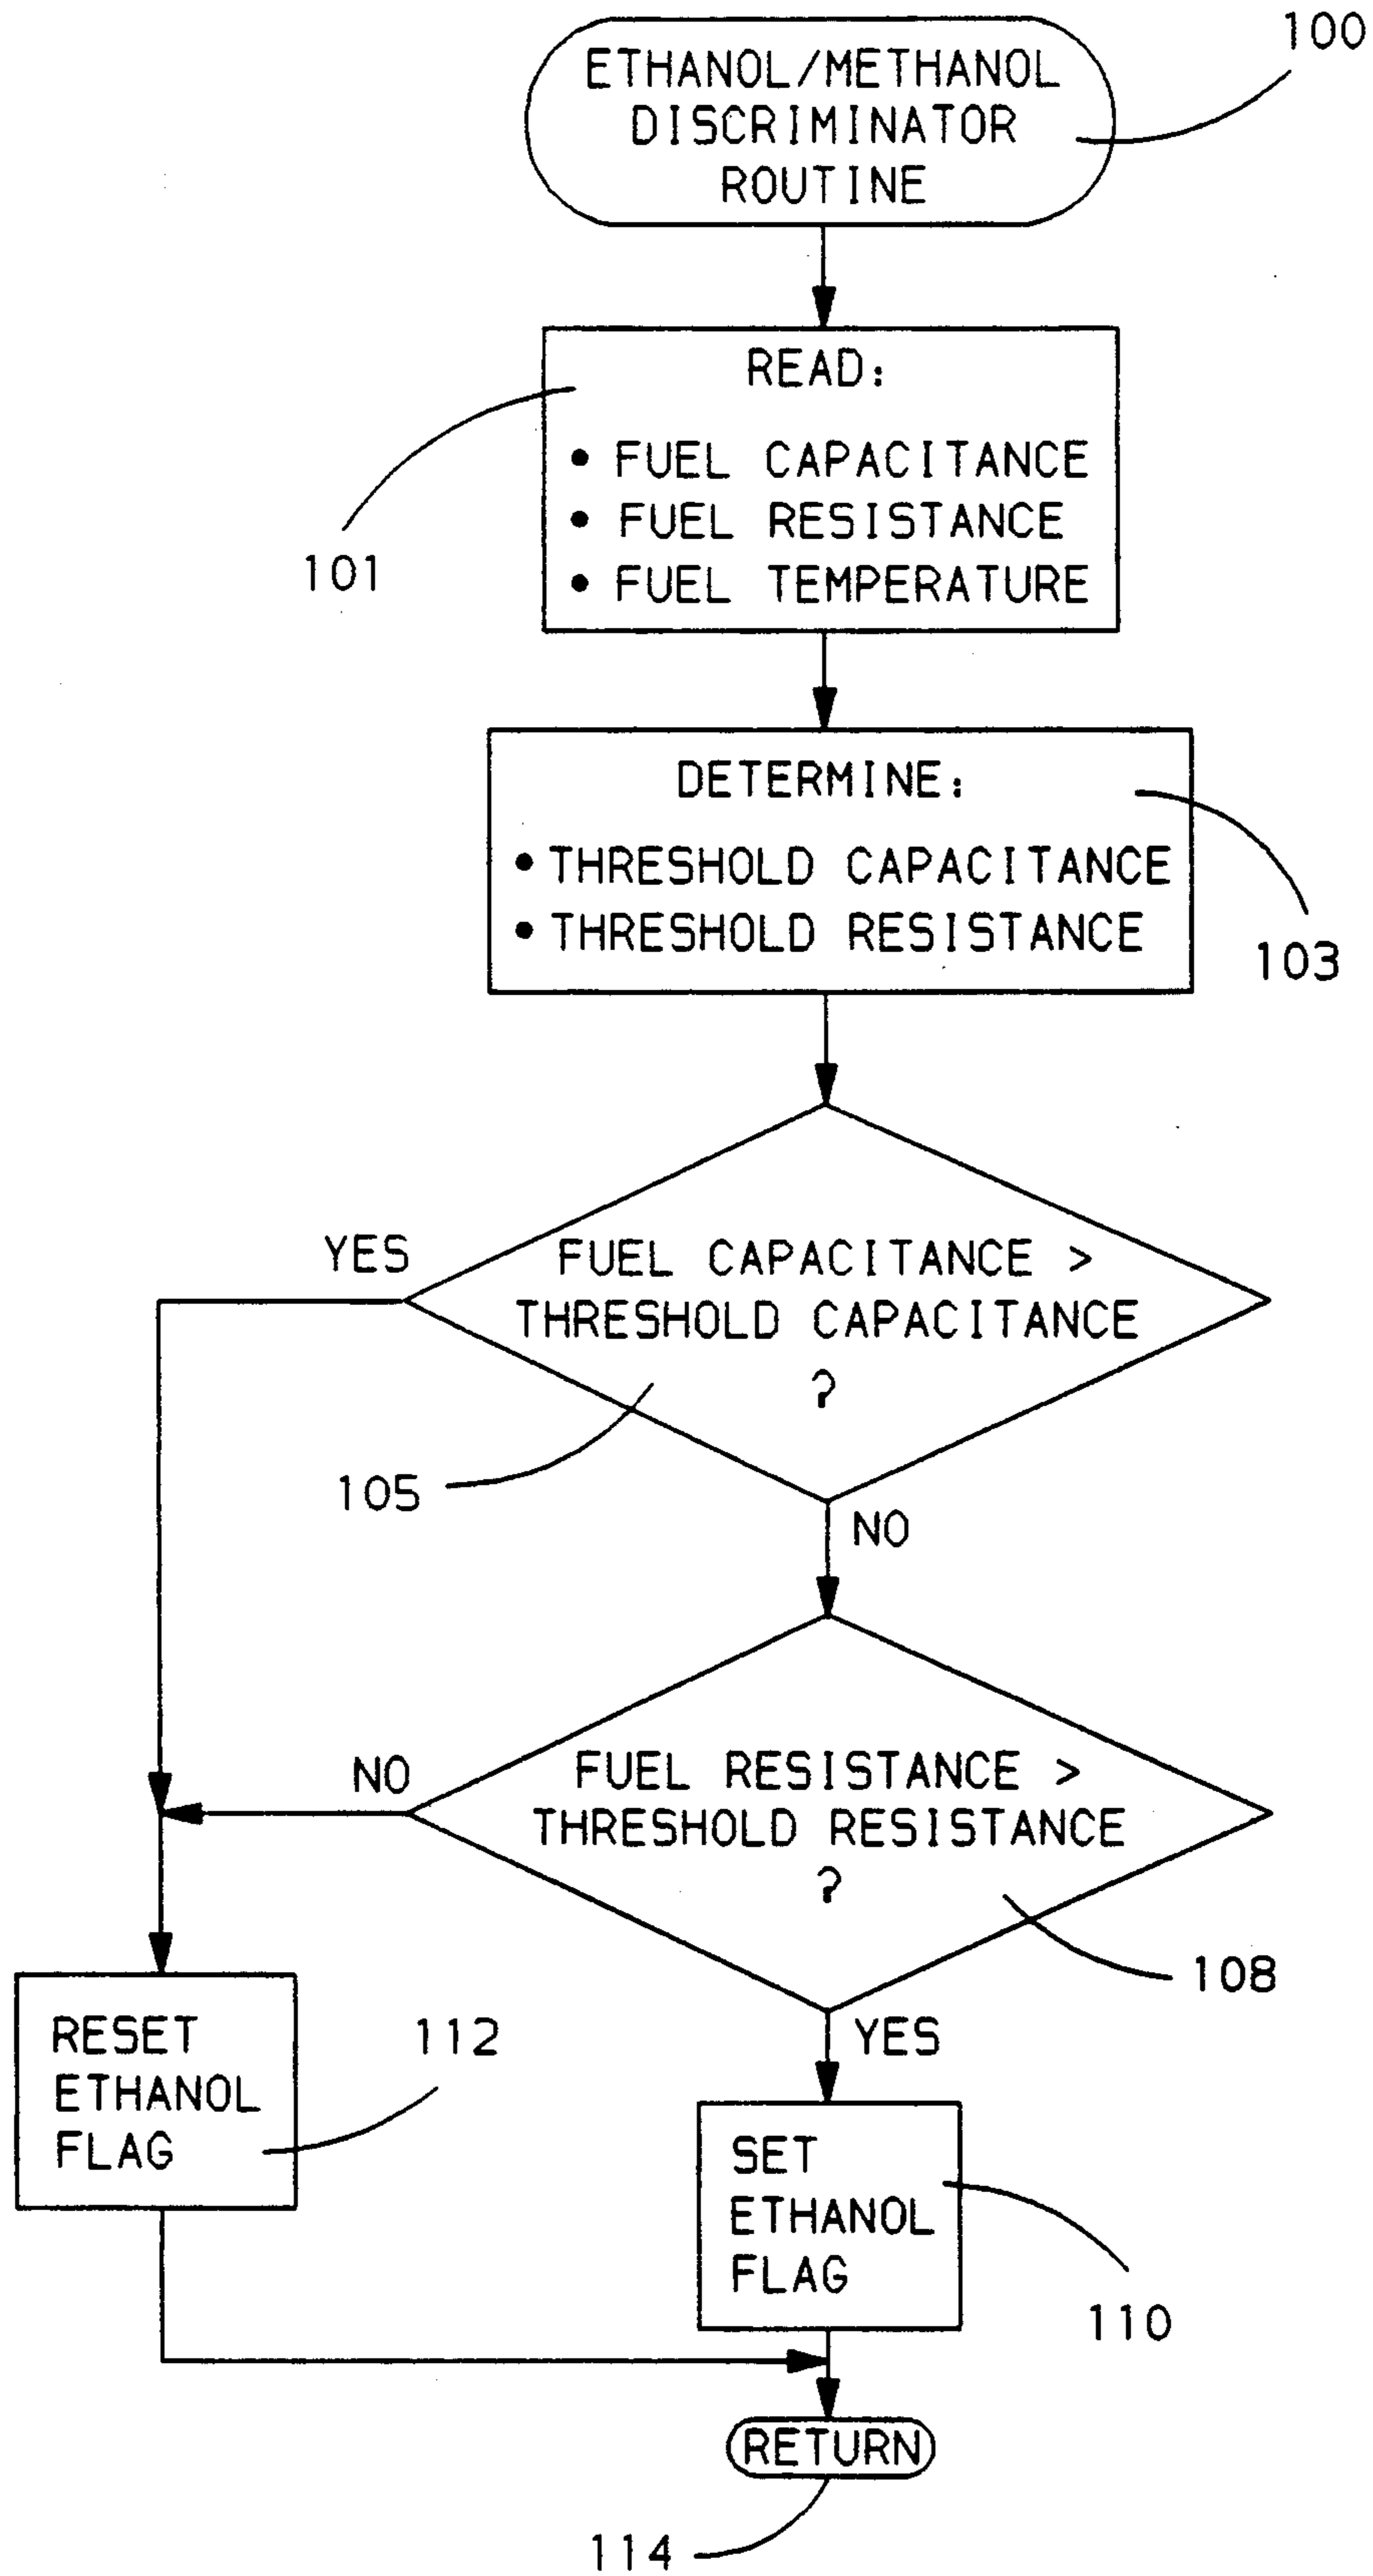 100
ETHANOL/METHANOL
DISCRIMINATOR
ROUTINE
READ:
• FUEL CAPACITANCE
• FUEL RESISTANCE
• FUEL TEMPERATURE
101
DETERMINE:
• THRESHOLD CAPACITANCE
• THRESHOLD RESISTANCE
103
YES
FUEL CAPACITANCE >
THRESHOLD CAPACITANCE
?
105
NO
NO
FUEL RESISTANCE >
THRESHOLD RESISTANCE
?
108
YES
RESET
ETHANOL
FLAG
112
SET
ETHANOL
FLAG
110
RETURN
114